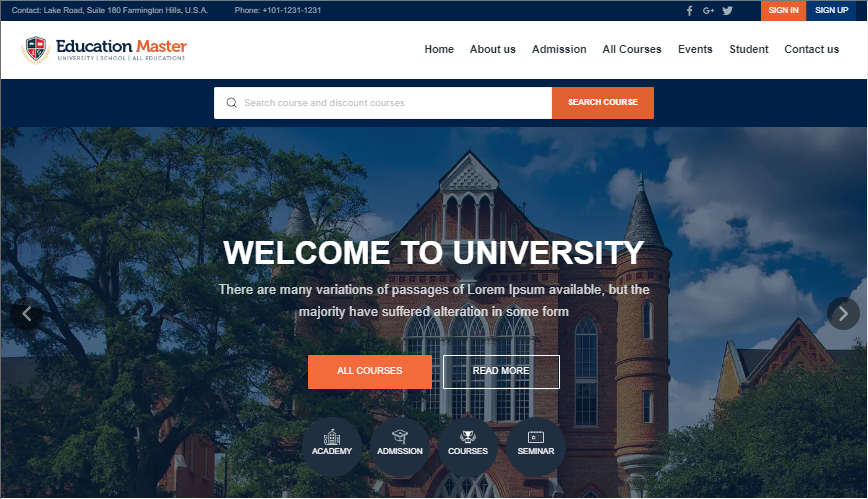 Contact: Lake Road, Suite 180 Farmington Hills, U.S.A. Phone: +101-1231-1231 f G+ SIGN IN SIGN UP
Education Master
UNIVERSITY | SCHOOL | ALL EDUCATIONS
Home About us Admission All Courses Events Student Contact us
Search course and discount courses SEARCH COURSE
WELCOME TO UNIVERSITY
There are many variations of passages of Lorem Ipsum available, but the
majority have suffered alteration in some form
ALL COURSES READ MORE
ACADEMY ADMISSION COURSES SEMINAR